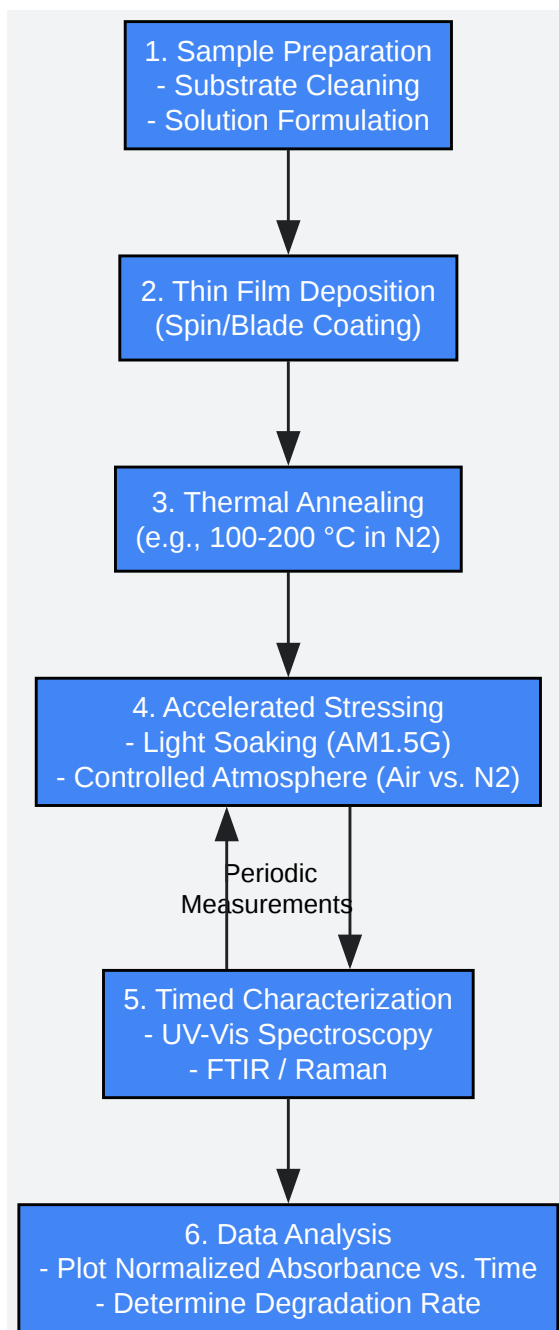 1. Sample Preparation
- Substrate Cleaning
- Solution Formulation
2. Thin Film Deposition
(Spin/Blade Coating)
3. Thermal Annealing
(e.g., 100-200 °C in N2)
4. Accelerated Stressing
- Light Soaking (AM1.5G)
- Controlled Atmosphere (Air vs. N2)
Periodic
Measurements
5. Timed Characterization
- UV-Vis Spectroscopy
- FTIR / Raman
6. Data Analysis
- Plot Normalized Absorbance vs. Time
- Determine Degradation Rate